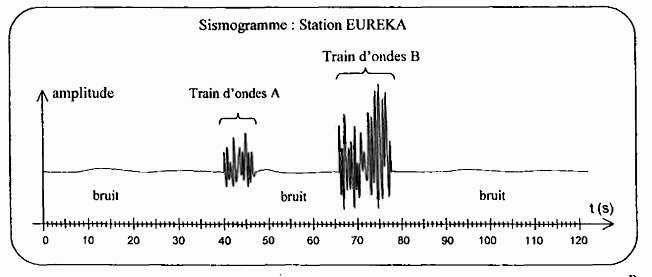 Sismogramme : Station EUREKA
Train d'ondes B
amplitude
Train d'ondes A
bruit
bruit
bruit
t (s)
0 10 20 30 40 50 60 70 80 90 100 110 120